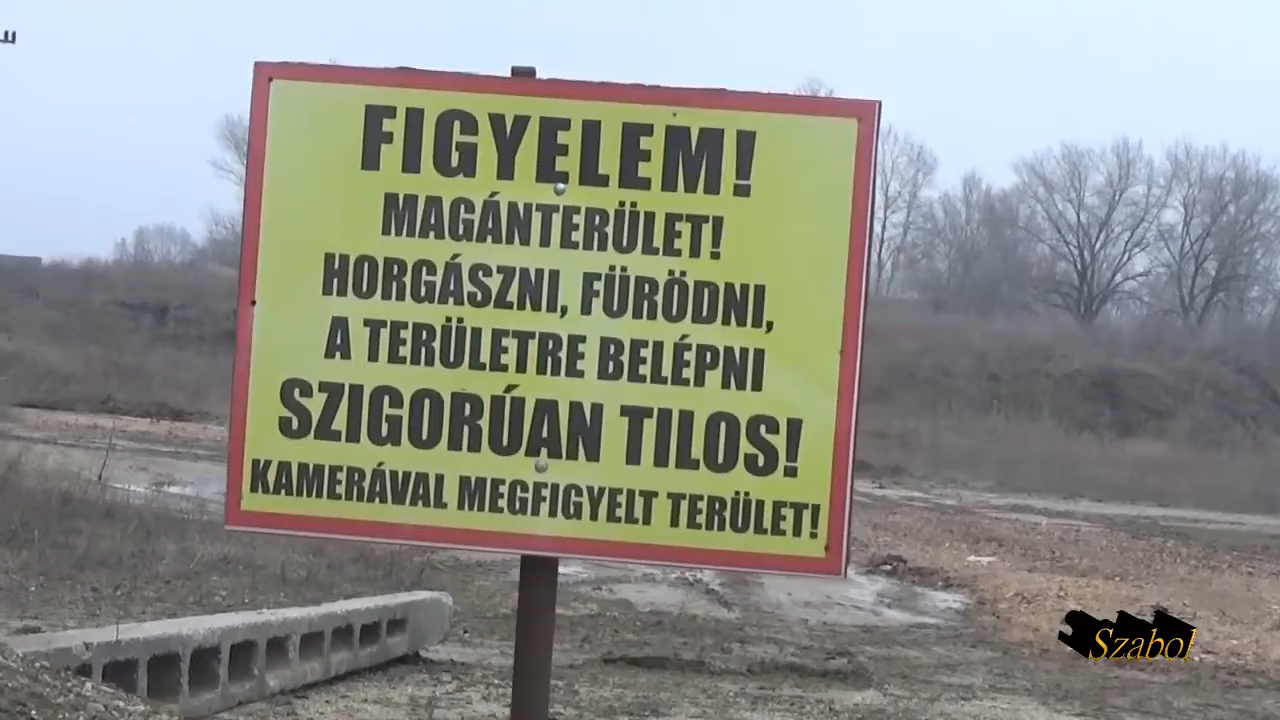 FIGYELEM!
MAGÁNTERÜLET!
HORGÁSZNI, FÜRÖDNI,
A TERÜLETRE BELÉPNI
SZIGORÚAN TILOS!
KAMERÁVAL MEGFIGYELT TERÜLET!
Szabol